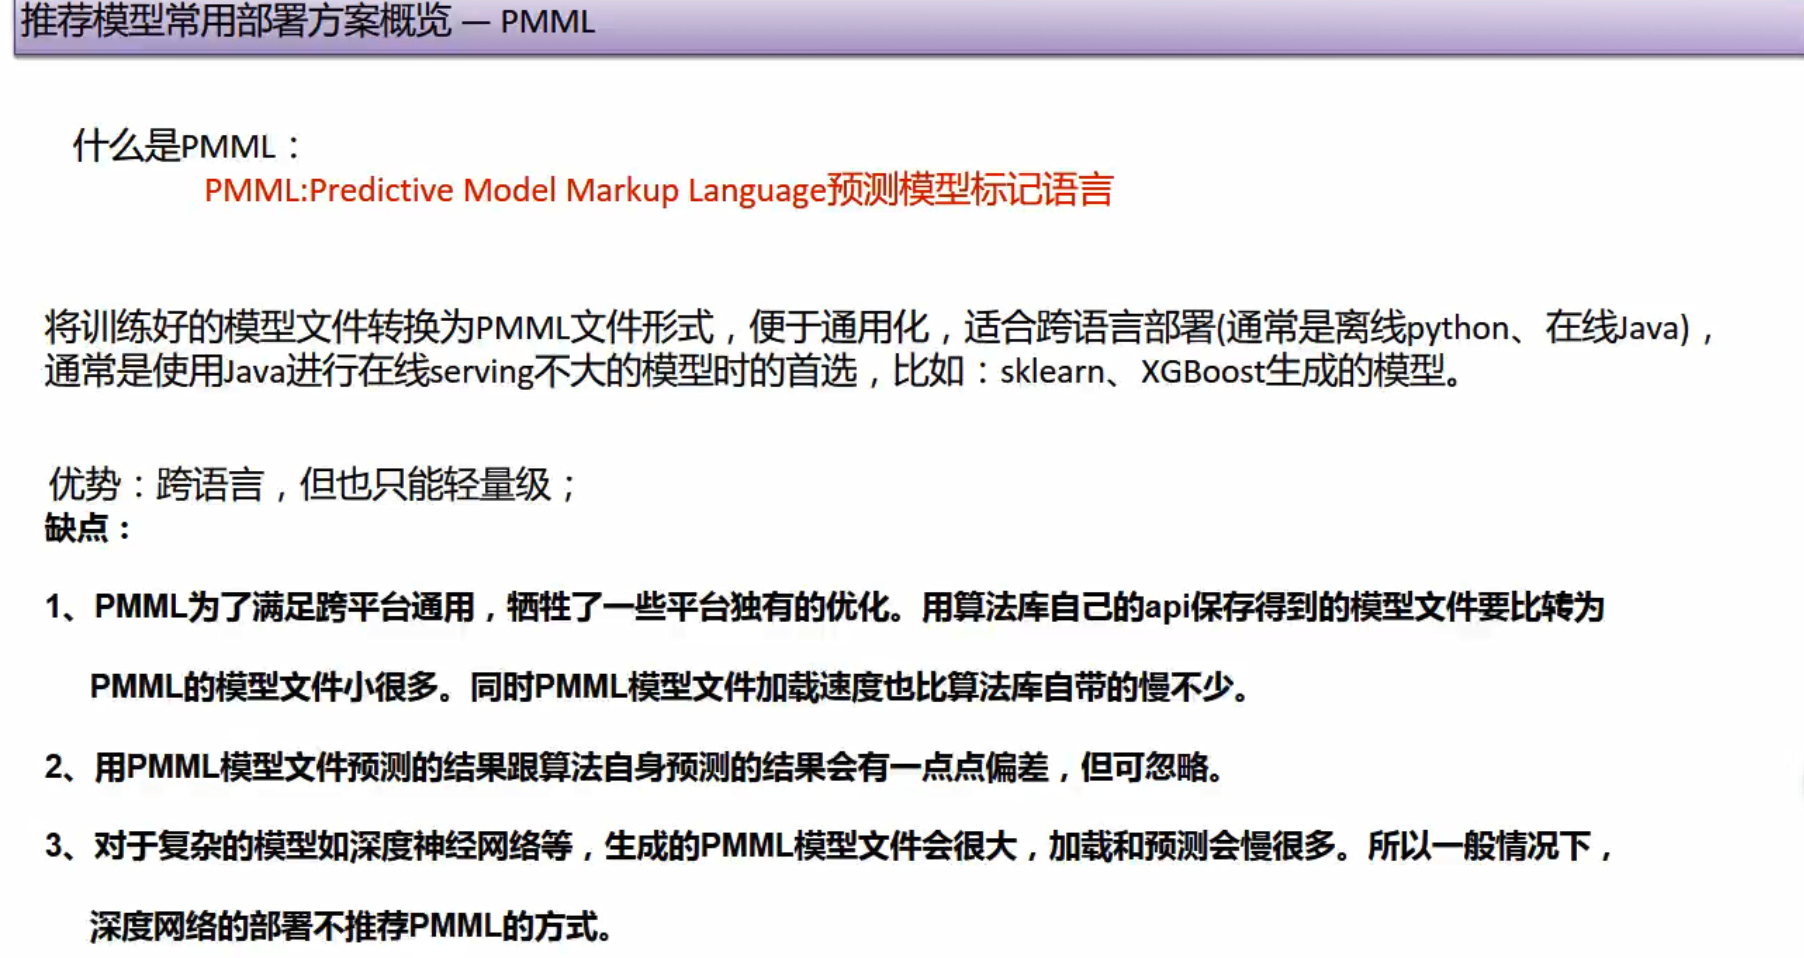 推荐模型常用部署方案概览 — PMML
什么是PMML：
PMML:Predictive Model Markup Language预测模型标记语言
将训练好的模型文件转换为PMML文件形式，便于通用化，适合跨语言部署(通常是离线python、在线Java)，
通常是使用Java进行在线serving不大的模型时的首选，比如：sklearn、XGBoost生成的模型。
优势：跨语言，但也只能轻量级；
缺点：
1、PMML为了满足跨平台通用，牺牲了一些平台独有的优化。用算法库自己的api保存得到的模型文件要比转为
PMML的模型文件小很多。同时PMML模型文件加载速度也比算法库自带的慢不少。
2、用PMML模型文件预测的结果跟算法自身预测的结果会有一点点偏差，但可忽略。
3、对于复杂的模型如深度神经网络等，生成的PMML模型文件会很大，加载和预测会慢很多。所以一般情况下，
深度网络的部署不推荐PMML的方式。